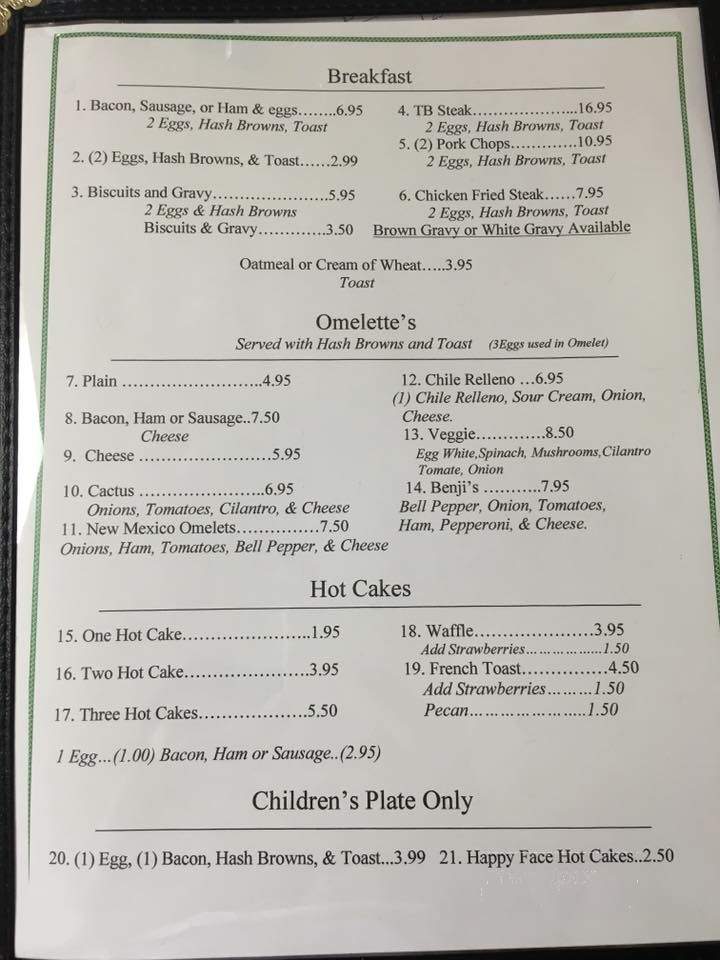 Breakfast
1. Bacon, Sausage, or Ham & eggs........6.95
2 Eggs, Hash Browns, Toast
2. (2) Eggs, Hash Browns, & Toast......2.99
3. Biscuits and Gravy.......................5.95
2 Eggs & Hash Browns
Biscuits & Gravy............3.50
4. TB Steak.....................16.95
2 Eggs, Hash Browns, Toast
5. (2) Pork Chops.............10.95
2 Eggs, Hash Browns, Toast
6. Chicken Fried Steak......7.95
2 Eggs, Hash Browns, Toast
Brown Gravy or White Gravy Available
Oatmeal or Cream of Wheat.....3.95
Toast
Omelette's
Served with Hash Browns and Toast (3Eggs used in Omelet)
7. Plain .........................4.95
8. Bacon, Ham or Sausage..7.50
Cheese
9. Cheese ........................5.95
10. Cactus .......................6.95
Onions, Tomatoes, Cilantro, & Cheese
11. New Mexico Omelets...............7.50
Onions, Ham, Tomatoes, Bell Pepper, & Cheese
12. Chile Relleno ...6.95
(1) Chile Relleno, Sour Cream, Onion,
Cheese.
13. Veggie.............8.50
Egg White,Spinach, Mushrooms,Cilantro
Tomate, Onion
14. Benji's ..........7.95
Bell Pepper, Onion, Tomatoes,
Ham, Pepperoni, & Cheese.
Hot Cakes
15. One Hot Cake.......................1.95
16. Two Hot Cake.......................3.95
17. Three Hot Cakes....................5.50
18. Waffle.....................3.95
Add Strawberries...................1.50
19. French Toast...............4.50
Add Strawberries.........1.50
Pecan.......................1.50
1 Egg...(1.00) Bacon, Ham or Sausage..(2.95)
Children's Plate Only
20. (1) Egg, (1) Bacon, Hash Browns, & Toast...3.99 21. Happy Face Hot Cakes..2.50